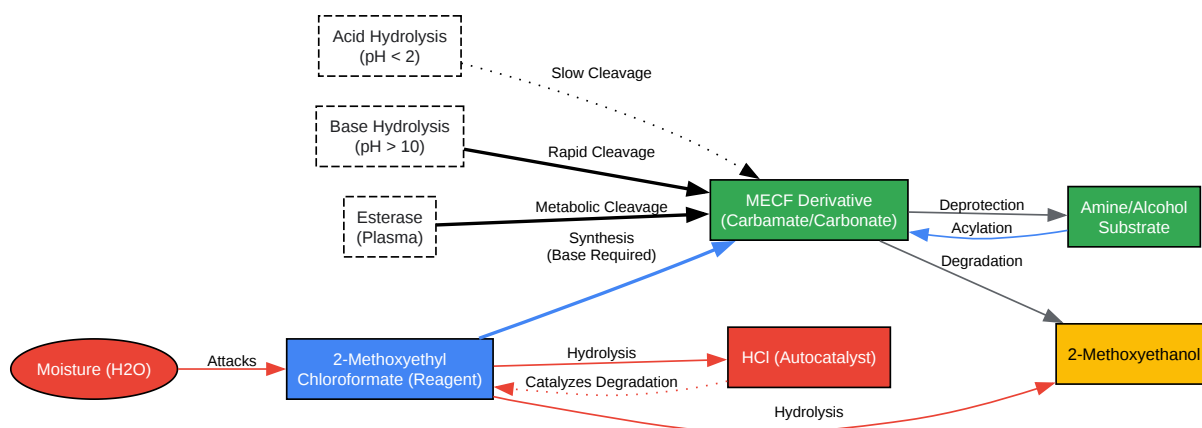 Acid Hydrolysis
(pH < 2)
Slow Cleavage
Base Hydrolysis
(pH > 10)
Rapid Cleavage
Esterase
(Plasma)
Metabolic Cleavage
MECF Derivative
(Carbamate/Carbonate)
Deprotection
Acylation
Amine/Alcohol
Substrate
Synthesis
(Base Required)
Degradation
Moisture (H2O)
Attacks
2-Methoxyethyl
Chloroformate (Reagent)
Hydrolysis
Catalyzes Degradation
HCl (Autocatalyst)
2-Methoxyethanol
Hydrolysis